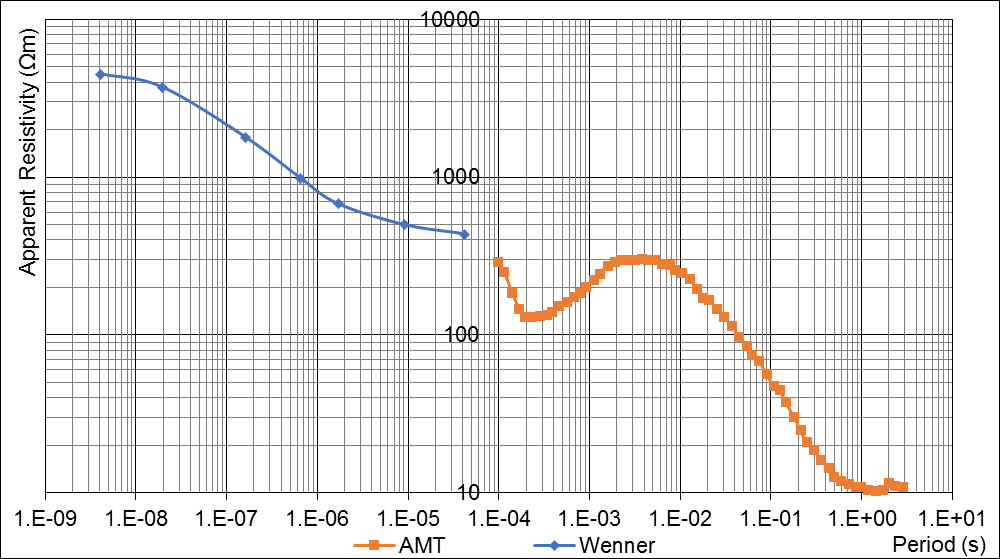 Apparent Resistivity (Ωm)
10000
1000
100
10
1.E-09 1.E-08 1.E-07 1.E-06 1.E-05 1.E-04 1.E-03 1.E-02 1.E-01 1.E+00 1.E+01
Period (s)
AMT Wenner